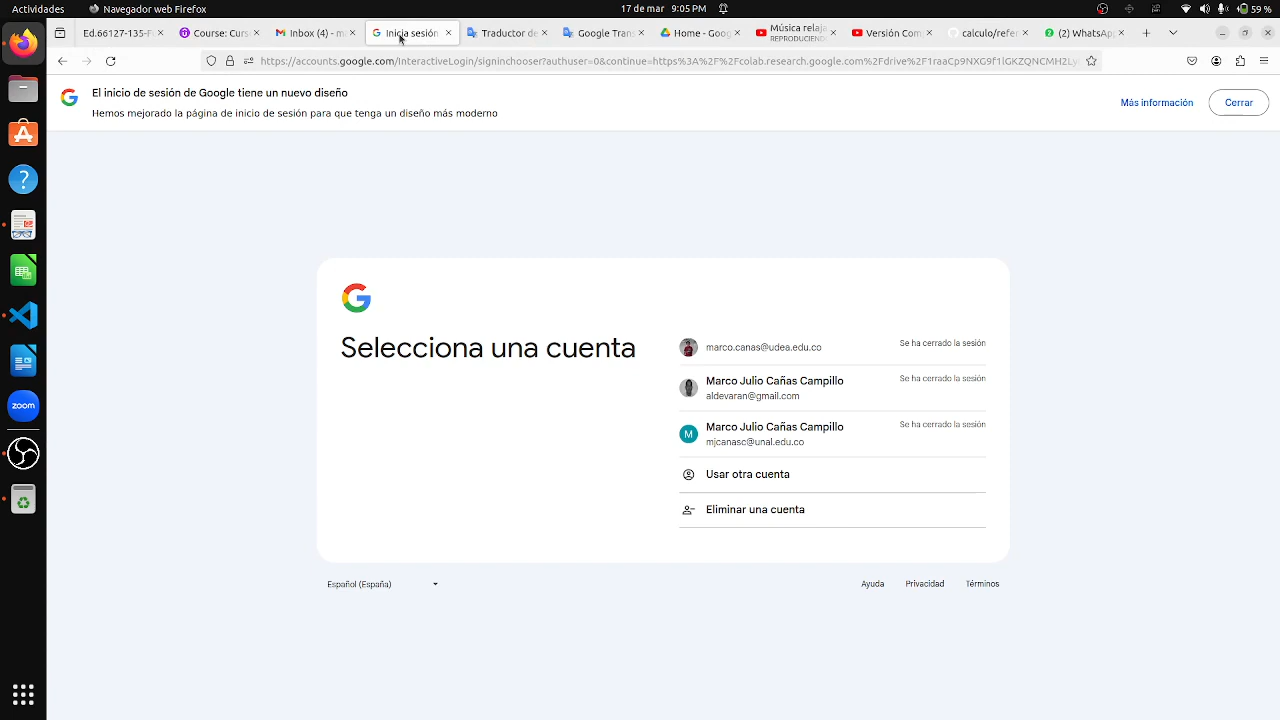 Actividades
Navegador web Firefox
17 de mar 9:05 PM
59 %
Ed.66127-135-F
Course: Curs
Inbox (4) - m
Inicia sesión
Traductor de
Google Trans
Home - Goog
Música relaja
REPRODUCIEND
Versión Com
calculo/refer
(2) WhatsApp
https://accounts.google.com/InteractiveLogin/signinchooser?authuser=0&continue=https%3A%2F%2Fcolab.research.google.com%2Fdrive%2F1raaCp9NXG9f1lGKZQNCMH2Ly
El inicio de sesión de Google tiene un nuevo diseño
Hemos mejorado la página de inicio de sesión para que tenga un diseño más moderno
Más información
Cerrar
Selecciona una cuenta
marco.canas@udea.edu.co
Se ha cerrado la sesión
Marco Julio Cañas Campillo
aldevaran@gmail.com
Se ha cerrado la sesión
M
Marco Julio Cañas Campillo
mjcanasc@unal.edu.co
Se ha cerrado la sesión
Usar otra cuenta
Eliminar una cuenta
Español (España)
Ayuda
Privacidad
Términos
zoom